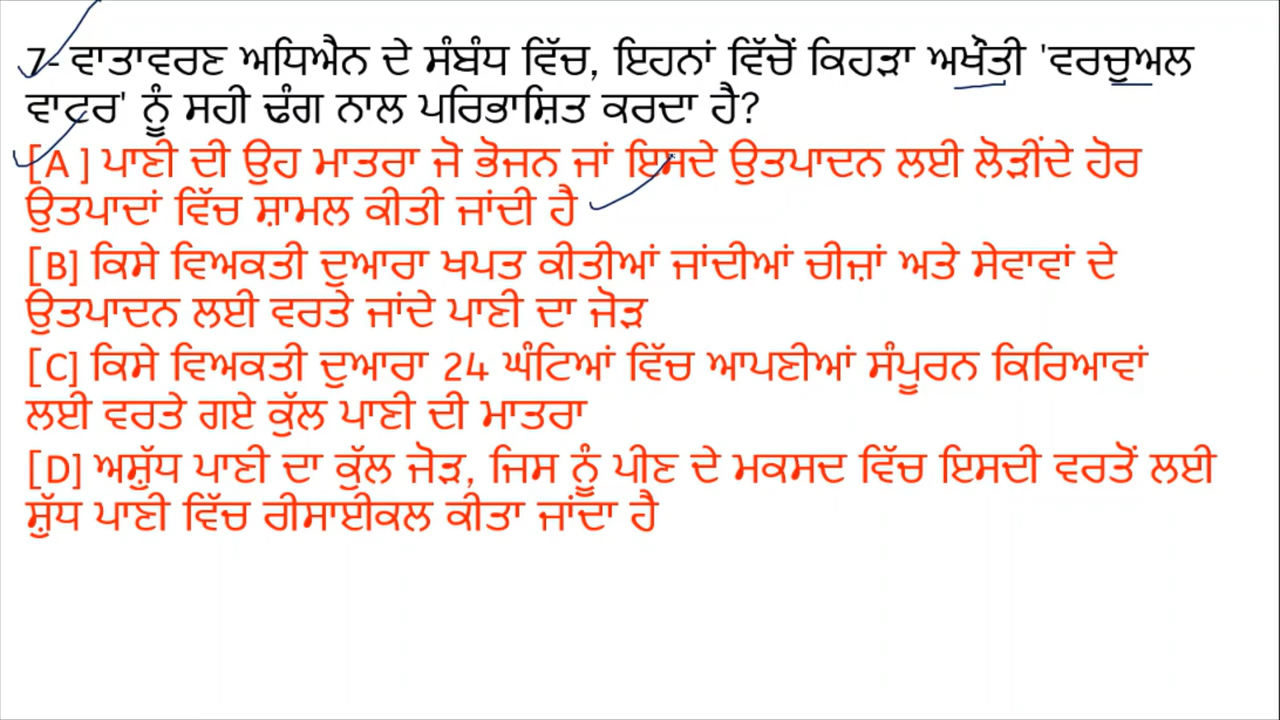 7- ਵਾਤਾਵਰਣ ਅਧਿਐਨ ਦੇ ਸੰਬੰਧ ਵਿੱਚ, ਇਹਨਾਂ ਵਿੱਚੋਂ ਕਿਹੜਾ ਅਖੌਤੀ 'ਵਰਚੁਅਲ
ਵਾਟਰ' ਨੂੰ ਸਹੀ ਢੰਗ ਨਾਲ ਪਰਿਭਾਸ਼ਿਤ ਕਰਦਾ ਹੈ?
[A ] ਪਾਣੀ ਦੀ ਉਹ ਮਾਤਰਾ ਜੋ ਭੋਜਨ ਜਾਂ ਇਸਦੇ ਉਤਪਾਦਨ ਲਈ ਲੋੜੀਂਦੇ ਹੋਰ
ਉਤਪਾਦਾਂ ਵਿੱਚ ਸ਼ਾਮਲ ਕੀਤੀ ਜਾਂਦੀ ਹੈ
[B] ਕਿਸੇ ਵਿਅਕਤੀ ਦੁਆਰਾ ਖਪਤ ਕੀਤੀਆਂ ਜਾਂਦੀਆਂ ਚੀਜ਼ਾਂ ਅਤੇ ਸੇਵਾਵਾਂ ਦੇ
ਉਤਪਾਦਨ ਲਈ ਵਰਤੇ ਜਾਂਦੇ ਪਾਣੀ ਦਾ ਜੋੜ
[C] ਕਿਸੇ ਵਿਅਕਤੀ ਦੁਆਰਾ 24 ਘੰਟਿਆਂ ਵਿੱਚ ਆਪਣੀਆਂ ਸੰਪੂਰਨ ਕਿਰਿਆਵਾਂ
ਲਈ ਵਰਤੇ ਗਏ ਕੁੱਲ ਪਾਣੀ ਦੀ ਮਾਤਰਾ
[D] ਅਸ਼ੁੱਧ ਪਾਣੀ ਦਾ ਕੁੱਲ ਜੋੜ, ਜਿਸ ਨੂੰ ਪੀਣ ਦੇ ਮਕਸਦ ਵਿੱਚ ਇਸਦੀ ਵਰਤੋਂ ਲਈ
ਸ਼ੁੱਧ ਪਾਣੀ ਵਿੱਚ ਰੀਸਾਈਕਲ ਕੀਤਾ ਜਾਂਦਾ ਹੈ